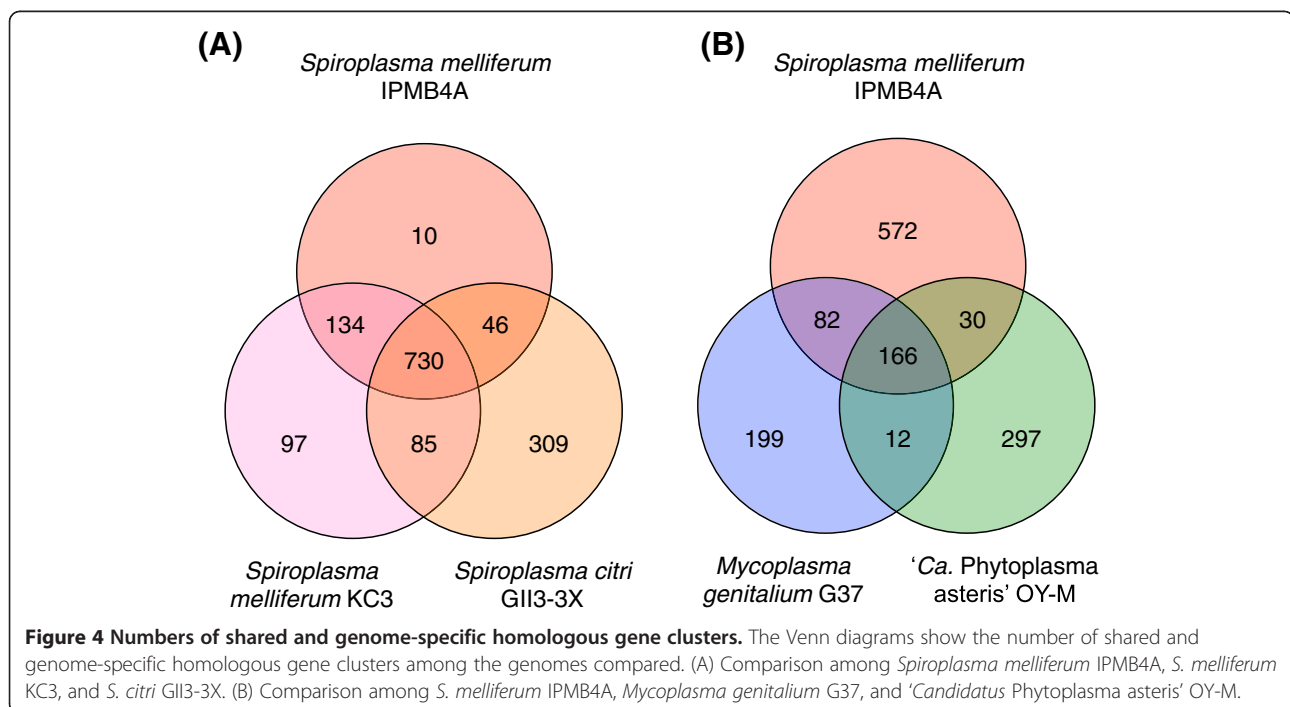 (A)
Spiroplasma melliferum
IPMB4A
10
134
46
730
97
85
309
Spiroplasma
melliferum KC3
Spiroplasma citri
GII3-3X
(B)
Spiroplasma melliferum
IPMB4A
572
82
30
166
199
12
297
Mycoplasma
genitalium G37
‘Ca. Phytoplasma
asteris’ OY-M
Figure 4 Numbers of shared and genome-specific homologous gene clusters. The Venn diagrams show the number of shared and
genome-specific homologous gene clusters among the genomes compared. (A) Comparison among Spiroplasma melliferum IPMB4A, S. melliferum
KC3, and S. citri GII3-3X. (B) Comparison among S. melliferum IPMB4A, Mycoplasma genitalium G37, and ‘Candidatus Phytoplasma asteris’ OY-M.